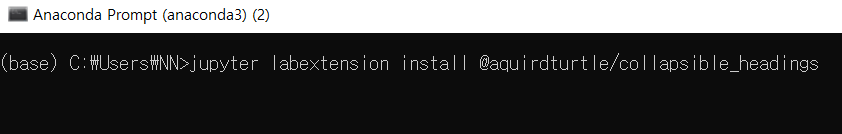 Anaconda Prompt (anaconda3) (2)
(base) C:₩Users₩NN>jupyter labextension install @aquirdturtle/collapsible_headings